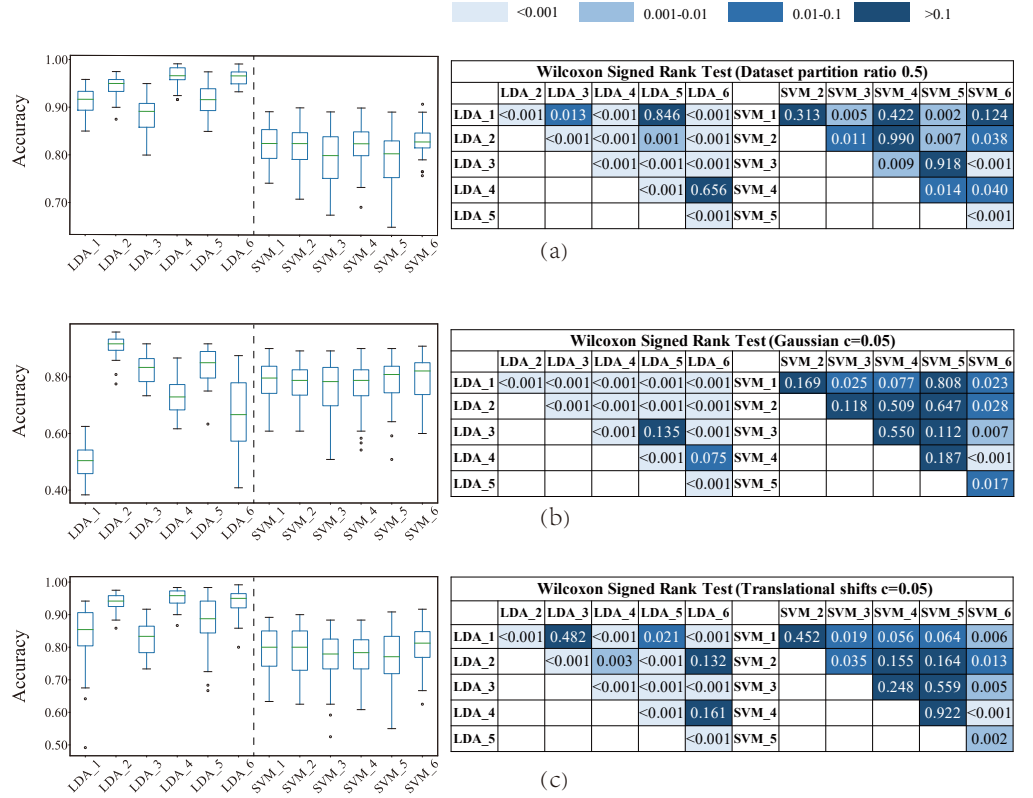 <0.001 0.001-0.01 0.01-0.1 >0.1
Accuracy
1.00
0.90
0.80
0.70
LDA_1 LDA_2 LDA_3 LDA_4 LDA_5 LDA_6 SVM_1 SVM_2 SVM_3 SVM_4 SVM_5 SVM_6
Wilcoxon Signed Rank Test (Dataset partition ratio 0.5)
LDA_2 LDA_3 LDA_4 LDA_5 LDA_6 SVM_2 SVM_3 SVM_4 SVM_5 SVM_6
LDA_1 <0.001 0.013 <0.001 0.846 <0.001 SVM_1 0.313 0.005 0.422 0.002 0.124
LDA_2 <0.001 <0.001 0.001 <0.001 SVM_2 0.011 0.990 0.007 0.038
LDA_3 <0.001 <0.001 <0.001 SVM_3 0.009 0.918 <0.001
LDA_4 <0.001 0.656 SVM_4 0.014 0.040
LDA_5 <0.001 SVM_5 <0.001
(a)
Accuracy
0.80
0.60
0.40
LDA_1 LDA_2 LDA_3 LDA_4 LDA_5 LDA_6 SVM_1 SVM_2 SVM_3 SVM_4 SVM_5 SVM_6
Wilcoxon Signed Rank Test (Gaussian c=0.05)
LDA_2 LDA_3 LDA_4 LDA_5 LDA_6 SVM_2 SVM_3 SVM_4 SVM_5 SVM_6
LDA_1 <0.001 <0.001 <0.001 <0.001 <0.001 SVM_1 0.169 0.025 0.077 0.808 0.023
LDA_2 <0.001 <0.001 <0.001 <0.001 SVM_2 0.118 0.509 0.647 0.028
LDA_3 <0.001 0.135 <0.001 SVM_3 0.550 0.112 0.007
LDA_4 <0.001 0.075 SVM_4 0.187 <0.001
LDA_5 <0.001 SVM_5 0.017
(b)
Accuracy
1.00
0.90
0.80
0.70
0.60
0.50
LDA_1 LDA_2 LDA_3 LDA_4 LDA_5 LDA_6 SVM_1 SVM_2 SVM_3 SVM_4 SVM_5 SVM_6
Wilcoxon Signed Rank Test (Translational shifts c=0.05)
LDA_2 LDA_3 LDA_4 LDA_5 LDA_6 SVM_2 SVM_3 SVM_4 SVM_5 SVM_6
LDA_1 <0.001 0.482 <0.001 0.021 <0.001 SVM_1 0.452 0.019 0.056 0.064 0.006
LDA_2 <0.001 0.003 <0.001 0.132 SVM_2 0.035 0.155 0.164 0.013
LDA_3 <0.001 <0.001 <0.001 SVM_3 0.248 0.559 0.005
LDA_4 <0.001 0.161 SVM_4 0.922 <0.001
LDA_5 <0.001 SVM_5 0.002
(c)